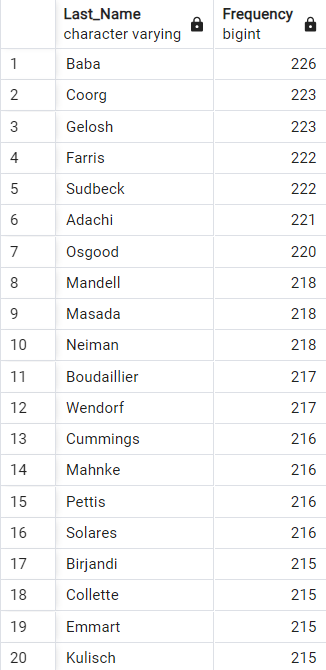 Last_Name Frequency
character varying bigint
1 Baba 226
2 Coorg 223
3 Gelosh 223
4 Farris 222
5 Sudbeck 222
6 Adachi 221
7 Osgood 220
8 Mandell 218
9 Masada 218
10 Neiman 218
11 Boudaillier 217
12 Wendorf 217
13 Cummings 216
14 Mahnke 216
15 Pettis 216
16 Solares 216
17 Birjandi 215
18 Collette 215
19 Emmart 215
20 Kulisch 215